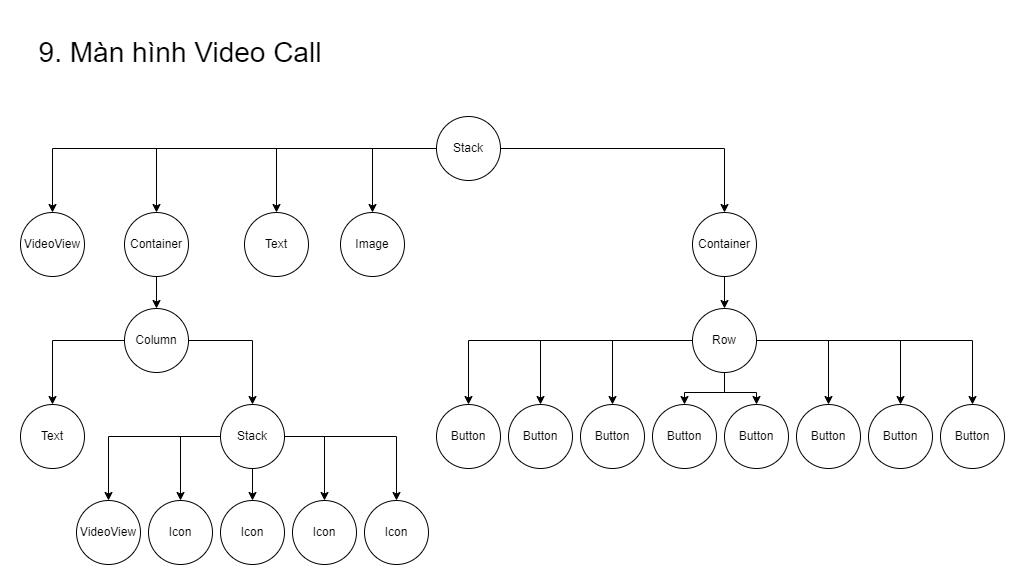 9. Màn hình Video Call
Stack
VideoView Container Text Image Container
Column Row
Text Stack Button Button Button Button Button Button Button Button
VideoView Icon Icon Icon Icon